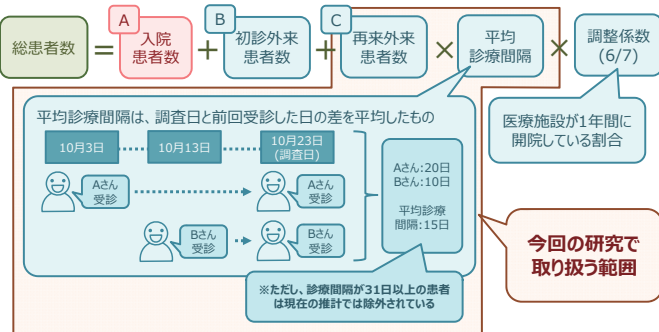 総患者数
=
A
入院
患者数
+
B
初診外来
患者数
+
C
再来外来
患者数
×
平均
診療間隔
×
調整係数
(6/7)
医療施設が1年間に
開院している割合
平均診療間隔は、調査日と前回受診した日の差を平均したもの
10月3日
10月13日
10月23日
(調査日)
Aさん
受診
Aさん
受診
Bさん
受診
Bさん
受診
Aさん:20日
Bさん:10日
平均診療
間隔:15日
※ただし、診療間隔が31日以上の患者
は現在の推計では除外されている
今回の研究で
取り扱う範囲